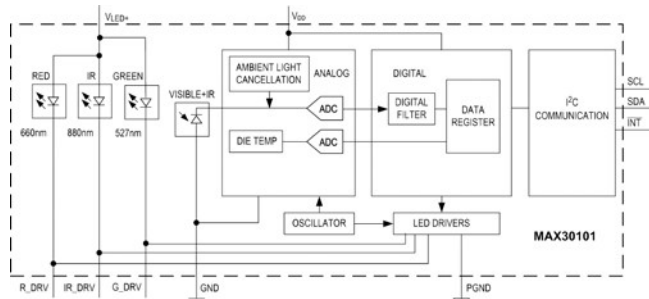 VLED+
VDD
RED
IR
GREEN
660nm
880nm
527nm
VISIBLE+IR
AMBIENT LIGHT
CANCELLATION
ANALOG
ADC
DIE TEMP
ADC
DIGITAL
DIGITAL
FILTER
DATA
REGISTER
I2C
COMMUNICATION
SCL
SDA
INT
OSCILLATOR
LED DRIVERS
MAX30101
R_DRV
IR_DRV
G_DRV
GND
PGND